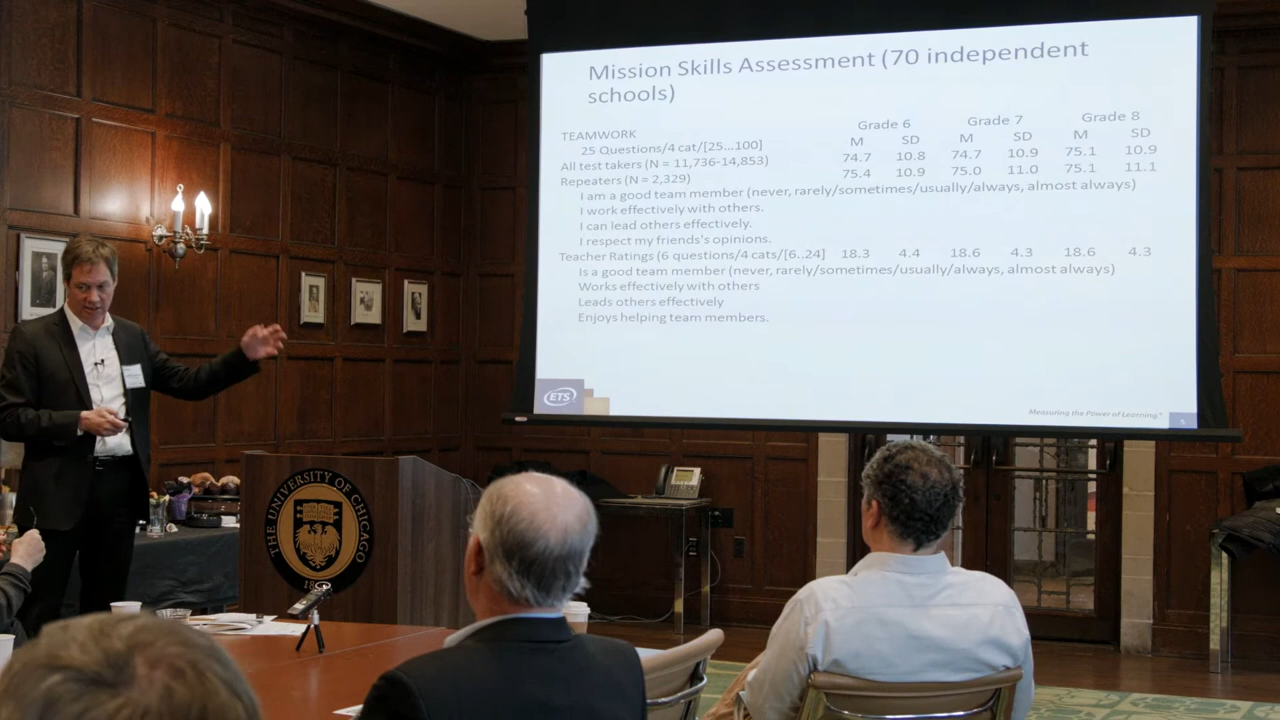 Mission Skills Assessment (70 independent
schools)
Grade 6 Grade 7 Grade 8
TEAMWORK M SD M SD M SD
25 Questions/4 cat/[25...100]
All test takers (N = 11,736-14,853) 74.7 10.8 74.7 10.9 75.1 10.9
Repeaters (N = 2,329) 75.4 10.9 75.0 11.0 75.1 11.1
I am a good team member (never, rarely/sometimes/usually/always, almost always)
I work effectively with others.
I can lead others effectively.
I respect my friend's opinions.
Teacher Ratings (6 questions/4 cats/[6..24] 18.3 4.4 18.6 4.3 18.6 4.3
Is a good team member (never, rarely/sometimes/usually/always, almost always)
Works effectively with others
Leads others effectively
Enjoys helping team members.
ETS
Measuring the Power of Learning.
5
THE UNIVERSITY OF CHICAGO